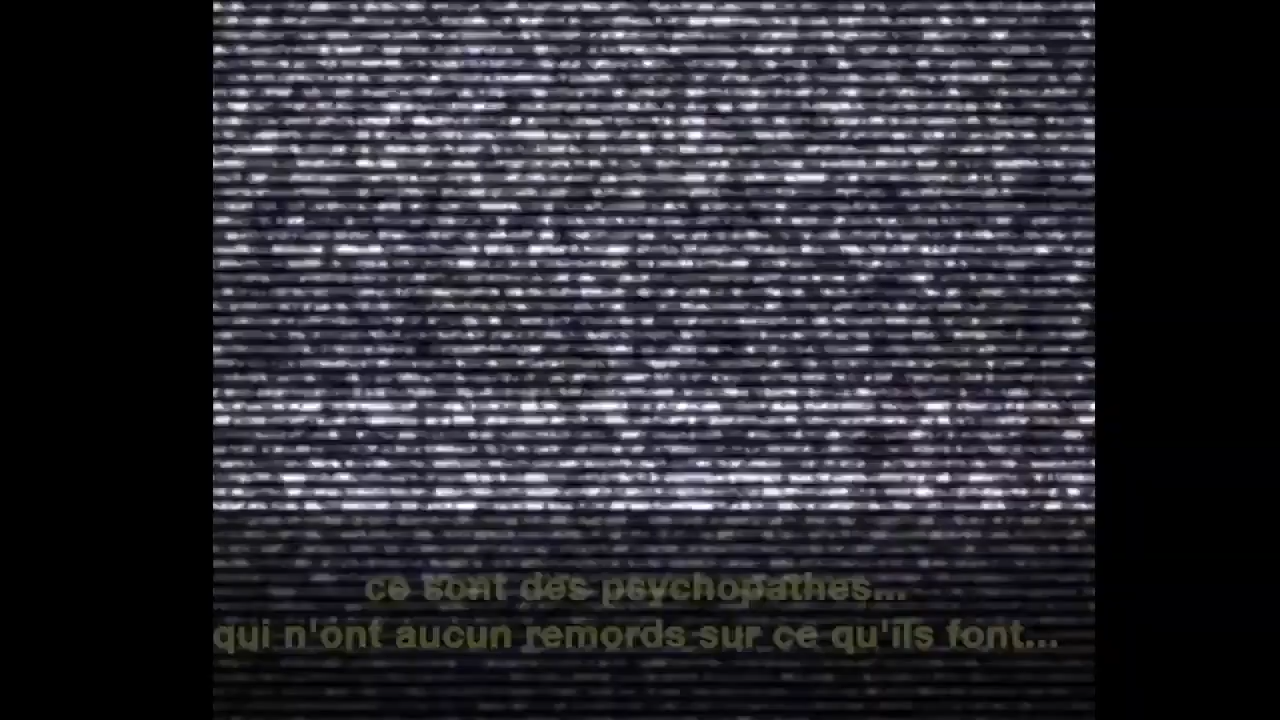 ce sont des psychopathes...
qui n'ont aucun remords sur ce qu'ils font...